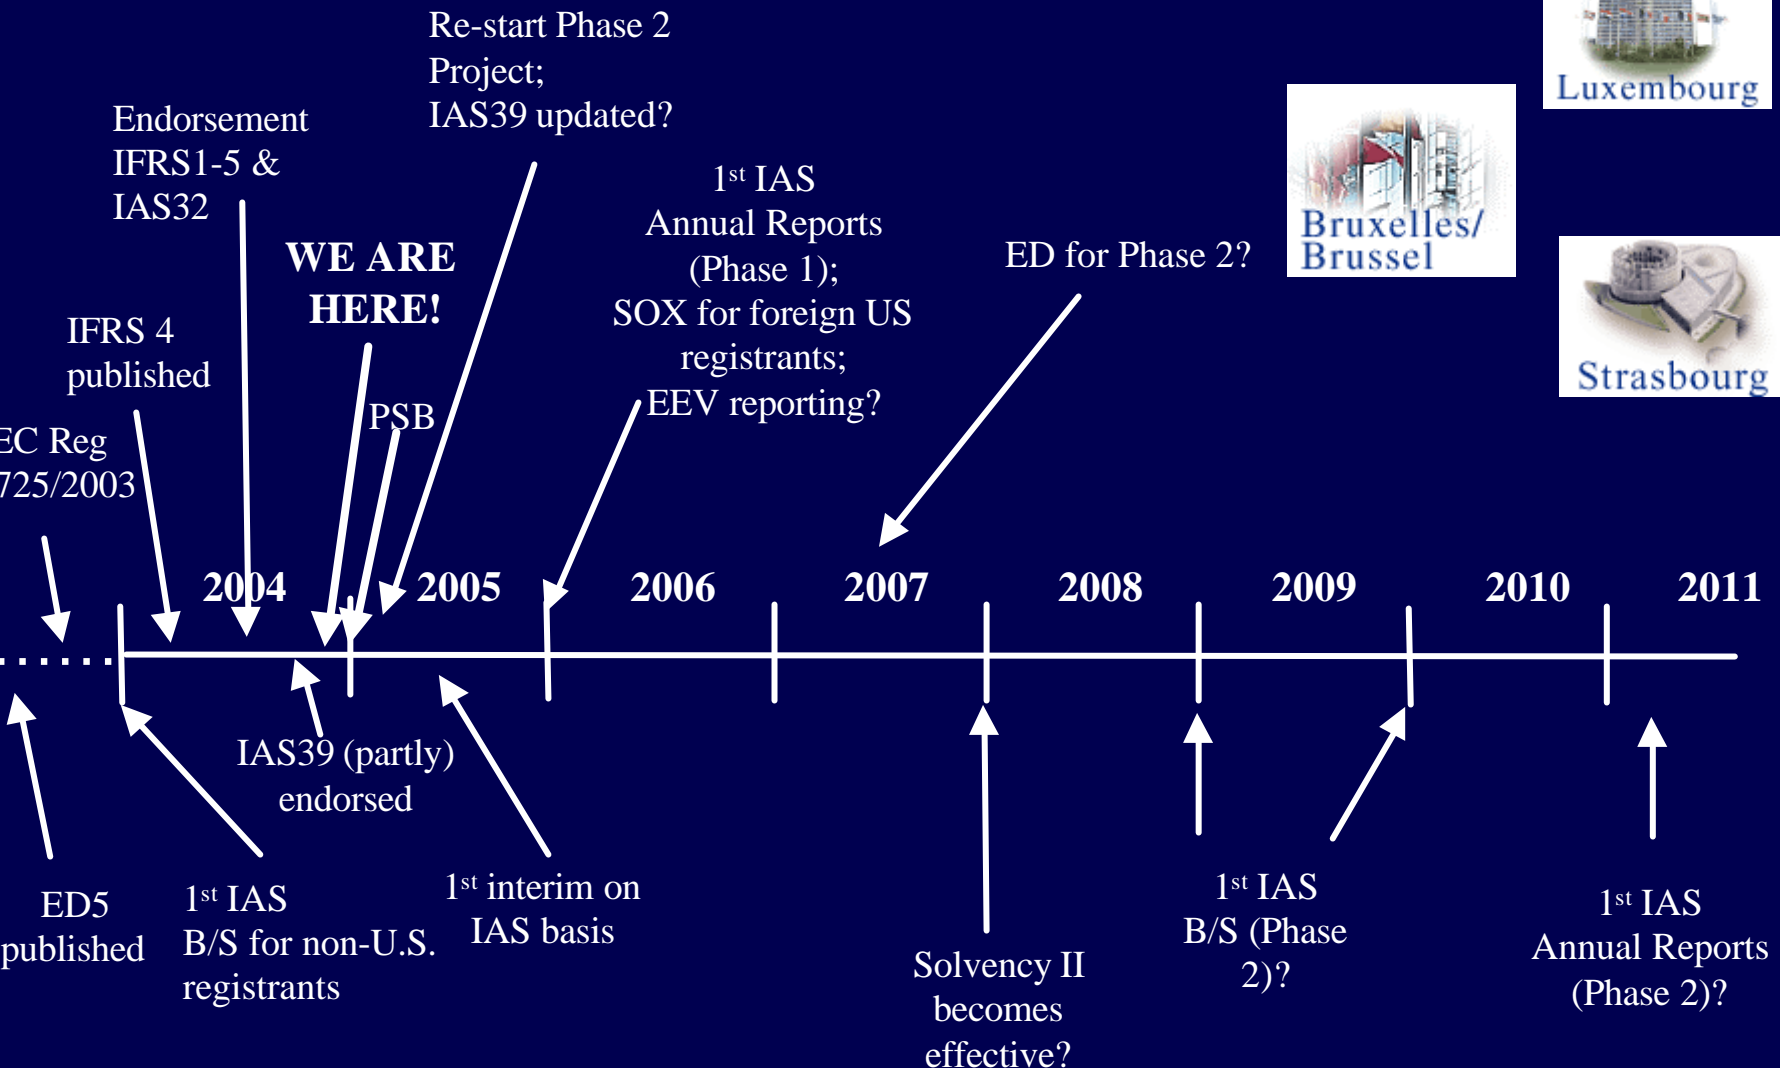 Re-start Phase 2
Project;
IAS39 updated?
Luxembourg
Endorsement
IFRS1-5 &
IAS32
1st IAS
Annual Reports
(Phase 1);
SOX for foreign US
registrants;
EEV reporting?
Bruxelles/
Brussel
WE ARE
HERE!
ED for Phase 2?
IFRS 4
published
Strasbourg
PSB
EC Reg
725/2003
2004 2005 2006 2007 2008 2009 2010 2011
IAS39 (partly)
endorsed
ED5
published
1st IAS
B/S for non-U.S.
registrants
1st interim on
IAS basis
Solvency II
becomes
effective?
1st IAS
B/S (Phase
2)?
1st IAS
Annual Reports
(Phase 2)?